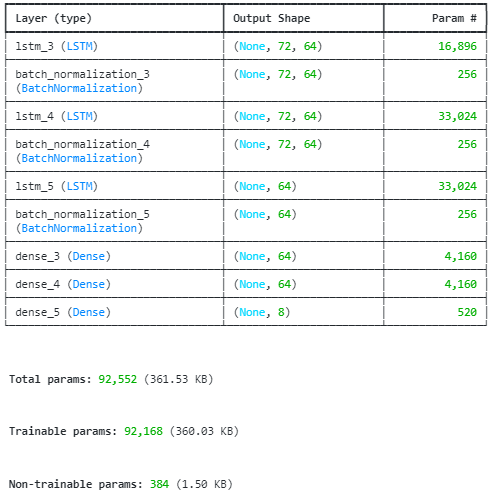 Layer (type) Output Shape Param #
lstm_3 (LSTM) (None, 72, 64) 16,896
batch_normalization_3 (None, 72, 64) 256
(BatchNormalization)
lstm_4 (LSTM) (None, 72, 64) 33,024
batch_normalization_4 (None, 72, 64) 256
(BatchNormalization)
lstm_5 (LSTM) (None, 64) 33,024
batch_normalization_5 (None, 64) 256
(BatchNormalization)
dense_3 (Dense) (None, 64) 4,160
dense_4 (Dense) (None, 64) 4,160
dense_5 (Dense) (None, 8) 520
Total params: 92,552 (361.53 KB)
Trainable params: 92,168 (360.03 KB)
Non-trainable params: 384 (1.50 KB)